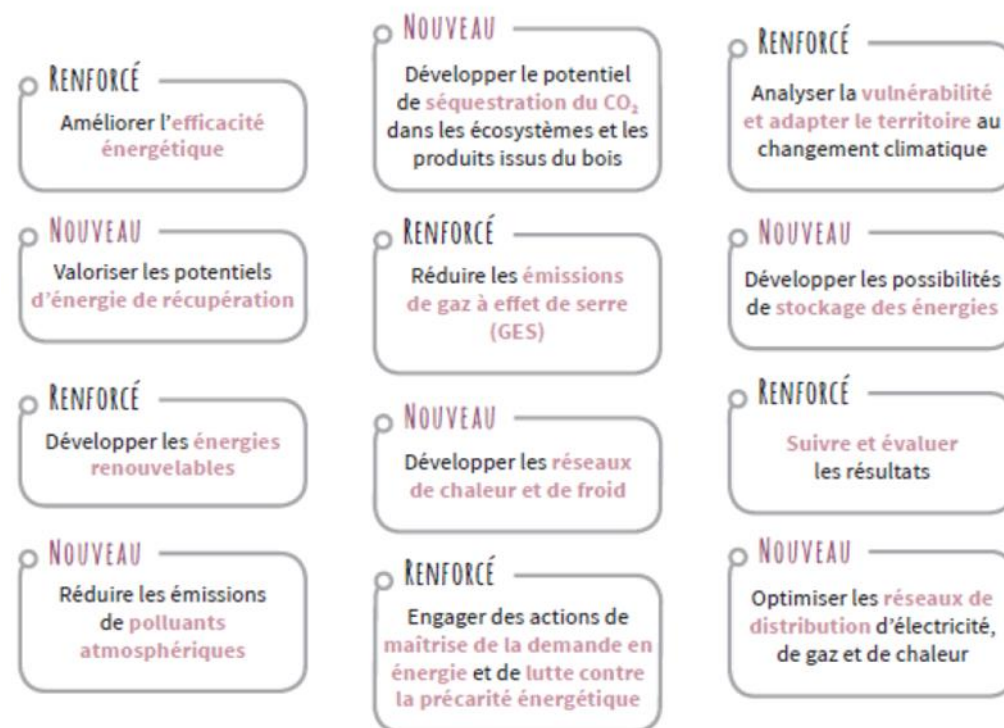 RENFORCÉ
Améliorer l'efficacité
énergétique
NOUVEAU
Valoriser les potentiels
d'énergie de récupération
RENFORCÉ
Développer les énergies
renouvelables
NOUVEAU
Réduire les émissions
de polluants
atmosphériques
NOUVEAU
Développer le potentiel
de séquestration du CO₂
dans les écosystèmes et les
produits issus du bois
RENFORCÉ
Réduire les émissions
de gaz à effet de serre
(GES)
NOUVEAU
Développer les réseaux
de chaleur et de froid
RENFORCÉ
Engager des actions de
maîtrise de la demande en
énergie et de lutte contre
la précarité énergétique
RENFORCÉ
Analyser la vulnérabilité
et adapter le territoire au
changement climatique
NOUVEAU
Développer les possibilités
de stockage des énergies
RENFORCÉ
Suivre et évaluer
les résultats
NOUVEAU
Optimiser les réseaux de
distribution d'électricité,
de gaz et de chaleur